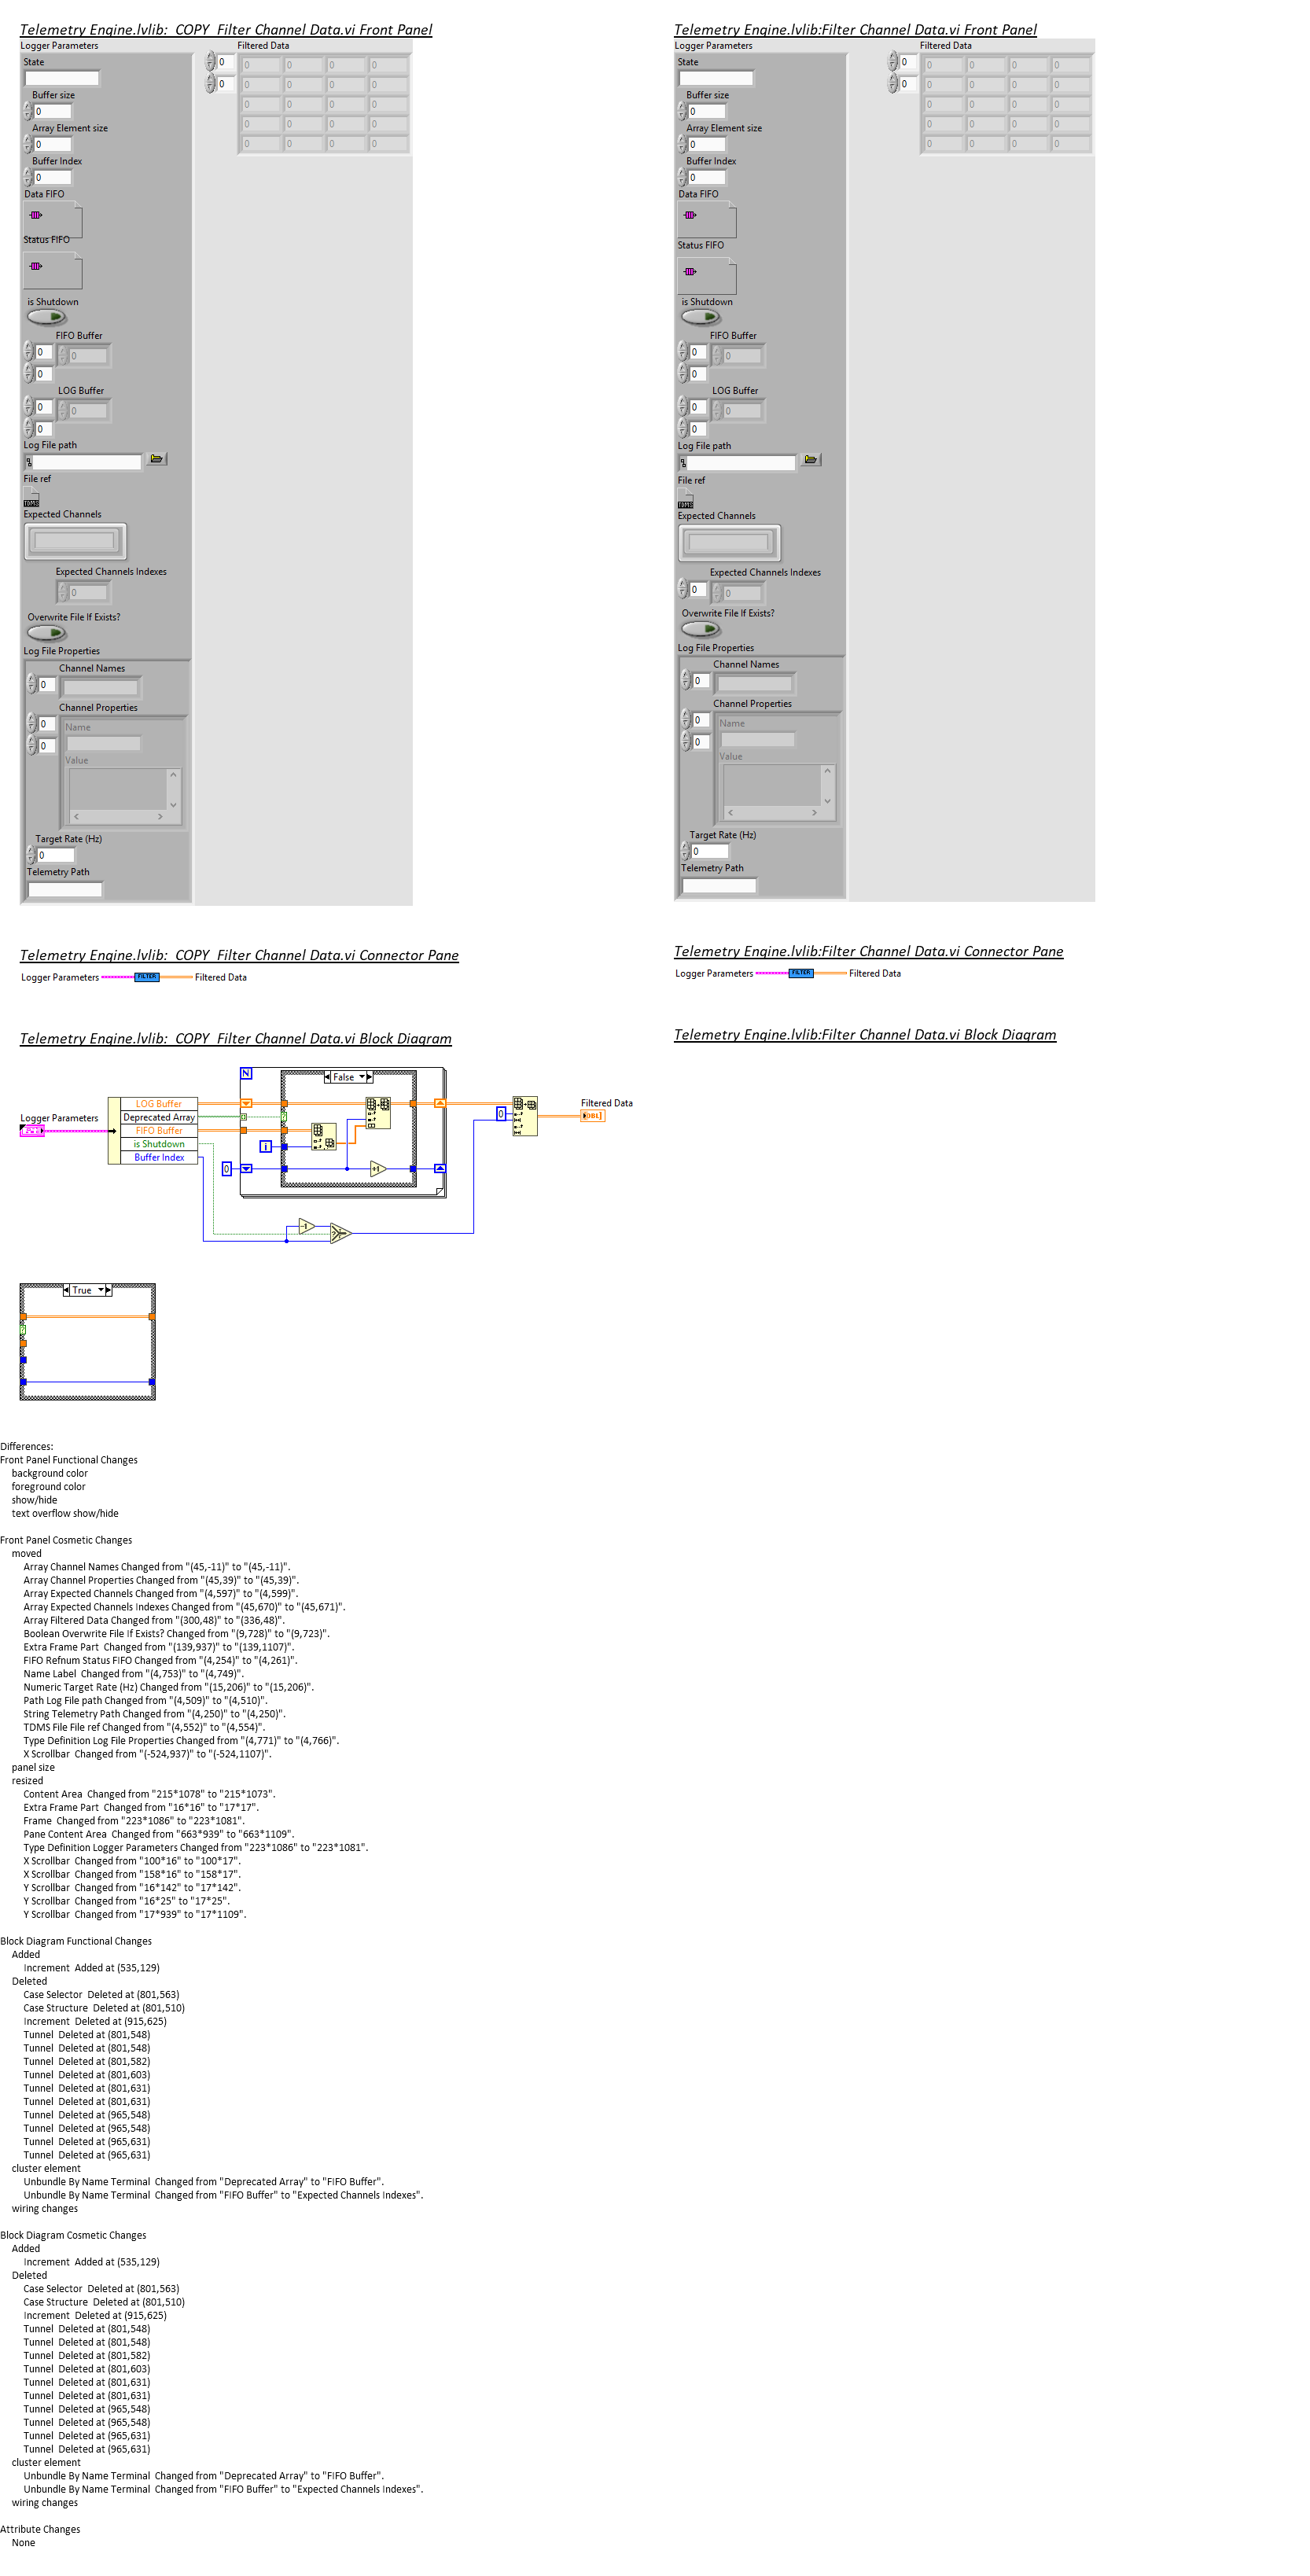 Telemetry Engine.lvlib:  COPY  Filter Channel Data.vi Front Panel
Logger Parameters
Filtered Data
State
0
0 0 0 0
Buffer size
0
0 0 0 0
0
0 0 0 0
Array Element size
0 0 0 0
0
0 0 0 0
Buffer Index
0
Data FIFO
Status FIFO
is Shutdown
FIFO Buffer
0
0
0
LOG Buffer
0
0
0
Log File path
File ref
TDMS
Expected Channels
Expected Channels Indexes
0
Overwrite File If Exists?
Log File Properties
Channel Names
0
Channel Properties
0
Name
0
Value
Target Rate (Hz)
0
Telemetry Path
Telemetry Engine.lvlib:Filter Channel Data.vi Front Panel
Logger Parameters
Filtered Data
State
0
0 0 0 0
Buffer size
0
0 0 0 0
0
0 0 0 0
Array Element size
0 0 0 0
0
0 0 0 0
Buffer Index
0
Data FIFO
Status FIFO
is Shutdown
FIFO Buffer
0
0
0
LOG Buffer
0
0
0
Log File path
File ref
TDMS
Expected Channels
Expected Channels Indexes
0
0
Overwrite File If Exists?
Log File Properties
Channel Names
0
Channel Properties
0
Name
0
Value
Target Rate (Hz)
0
Telemetry Path
Telemetry Engine.lvlib:  COPY  Filter Channel Data.vi Connector Pane
Logger Parameters
FILTER
Filtered Data
Telemetry Engine.lvlib:Filter Channel Data.vi Connector Pane
Logger Parameters
FILTER
Filtered Data
Telemetry Engine.lvlib:  COPY  Filter Channel Data.vi Block Diagram
Telemetry Engine.lvlib:Filter Channel Data.vi Block Diagram
N
False
Logger Parameters
LOG Buffer
Deprecated Array
FIFO Buffer
is Shutdown
Buffer Index
?
i
0
+1
-1
0
Filtered Data
DBL
True
?
Differences:
Front Panel Functional Changes
background color
foreground color
show/hide
text overflow show/hide
Front Panel Cosmetic Changes
moved
Array Channel Names Changed from "(45,-11)" to "(45,-11)".
Array Channel Properties Changed from "(45,39)" to "(45,39)".
Array Expected Channels Changed from "(4,597)" to "(4,599)".
Array Expected Channels Indexes Changed from "(45,670)" to "(45,671)".
Array Filtered Data Changed from "(300,48)" to "(336,48)".
Boolean Overwrite File If Exists? Changed from "(9,728)" to "(9,723)".
Extra Frame Part  Changed from "(139,937)" to "(139,1107)".
FIFO Refnum Status FIFO Changed from "(4,254)" to "(4,261)".
Name Label  Changed from "(4,753)" to "(4,749)".
Numeric Target Rate (Hz) Changed from "(15,206)" to "(15,206)".
Path Log File path Changed from "(4,509)" to "(4,510)".
String Telemetry Path Changed from "(4,250)" to "(4,250)".
TDMS File File ref Changed from "(4,552)" to "(4,554)".
Type Definition Log File Properties Changed from "(4,771)" to "(4,766)".
X Scrollbar  Changed from "(-524,937)" to "(-524,1107)".
panel size
resized
Content Area  Changed from "215*1078" to "215*1073".
Extra Frame Part  Changed from "16*16" to "17*17".
Frame  Changed from "223*1086" to "223*1081".
Pane Content Area  Changed from "663*939" to "663*1109".
Type Definition Logger Parameters Changed from "223*1086" to "223*1081".
X Scrollbar  Changed from "100*16" to "100*17".
X Scrollbar  Changed from "158*16" to "158*17".
Y Scrollbar  Changed from "16*142" to "17*142".
Y Scrollbar  Changed from "16*25" to "17*25".
Y Scrollbar  Changed from "17*939" to "17*1109".
Block Diagram Functional Changes
Added
Increment  Added at (535,129)
Deleted
Case Selector  Deleted at (801,563)
Case Structure  Deleted at (801,510)
Increment  Deleted at (915,625)
Tunnel  Deleted at (801,548)
Tunnel  Deleted at (801,548)
Tunnel  Deleted at (801,582)
Tunnel  Deleted at (801,603)
Tunnel  Deleted at (801,631)
Tunnel  Deleted at (801,631)
Tunnel  Deleted at (965,548)
Tunnel  Deleted at (965,548)
Tunnel  Deleted at (965,631)
Tunnel  Deleted at (965,631)
cluster element
Unbundle By Name Terminal  Changed from "Deprecated Array" to "FIFO Buffer".
Unbundle By Name Terminal  Changed from "FIFO Buffer" to "Expected Channels Indexes".
wiring changes
Block Diagram Cosmetic Changes
Added
Increment  Added at (535,129)
Deleted
Case Selector  Deleted at (801,563)
Case Structure  Deleted at (801,510)
Increment  Deleted at (915,625)
Tunnel  Deleted at (801,548)
Tunnel  Deleted at (801,548)
Tunnel  Deleted at (801,582)
Tunnel  Deleted at (801,603)
Tunnel  Deleted at (801,631)
Tunnel  Deleted at (801,631)
Tunnel  Deleted at (965,548)
Tunnel  Deleted at (965,548)
Tunnel  Deleted at (965,631)
Tunnel  Deleted at (965,631)
cluster element
Unbundle By Name Terminal  Changed from "Deprecated Array" to "FIFO Buffer".
Unbundle By Name Terminal  Changed from "FIFO Buffer" to "Expected Channels Indexes".
wiring changes
Attribute Changes
None